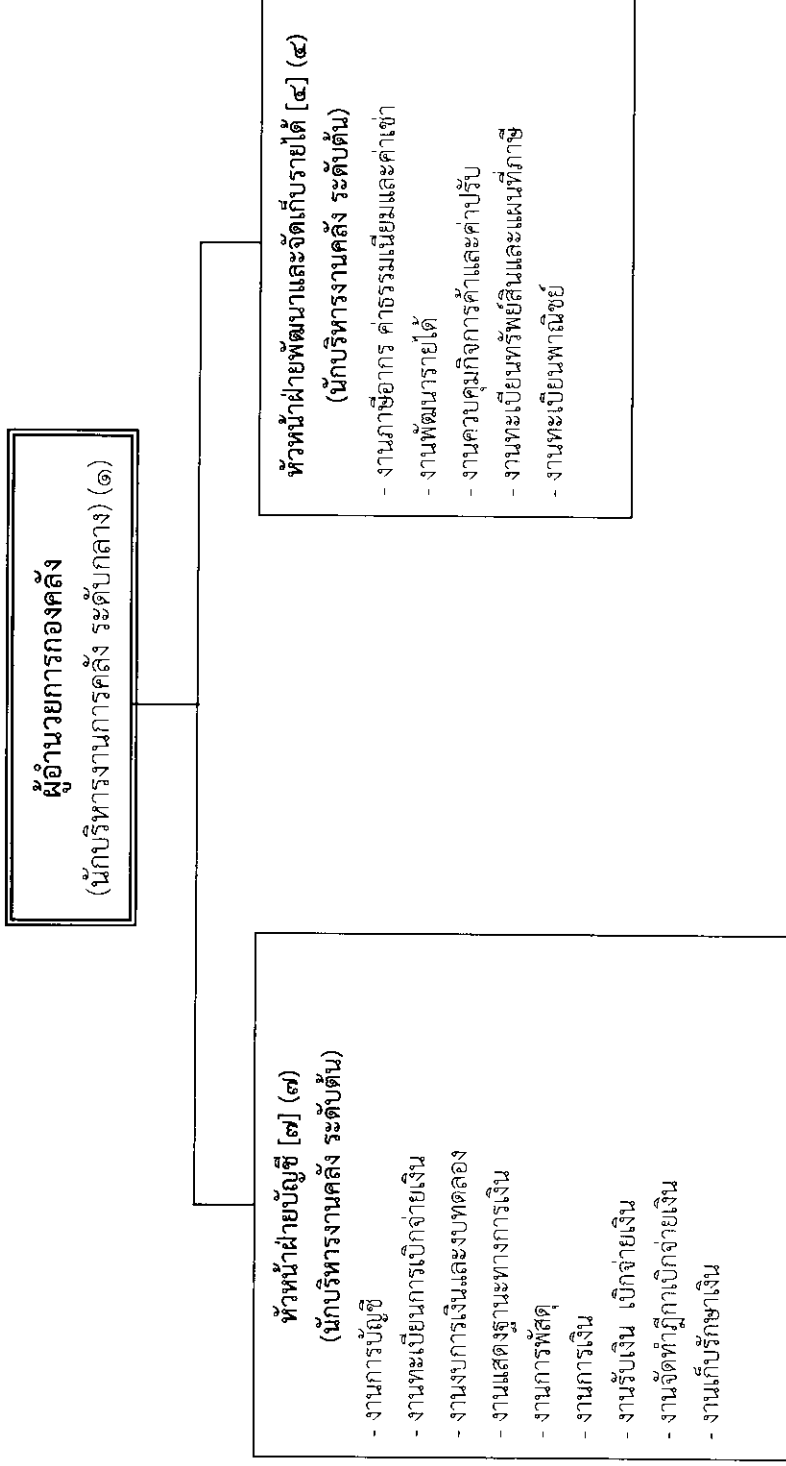 ผู้อำนวยการกองคลัง
(นักบริหารงานการคลัง ระดับกลาง) (๑)
หัวหน้าฝ่ายบัญชี [๗] (๗)
(นักบริหารงานคลัง ระดับต้น)
- งานการบัญชี
- งานทะเบียนการเบิกจ่ายเงิน
- งานงบการเงินและงบทดลอง
- งานแสดงฐานะทางการเงิน
- งานการพัสดุ
- งานการเงิน
- งานรับเงิน เบิกจ่ายเงิน
- งานจัดทำฎีกาเบิกจ่ายเงิน
- งานเก็บรักษาเงิน
หัวหน้าฝ่ายพัฒนาและจัดเก็บรายได้ [๔] (๔)
(นักบริหารงานคลัง ระดับต้น)
- งานภาษีอากร ค่าธรรมเนียมและค่าเช่า
- งานพัฒนารายได้
- งานควบคุมกิจการค้าและค่าปรับ
- งานทะเบียนทรัพย์สินและแผนที่ภาษี
- งานทะเบียนพาณิชย์